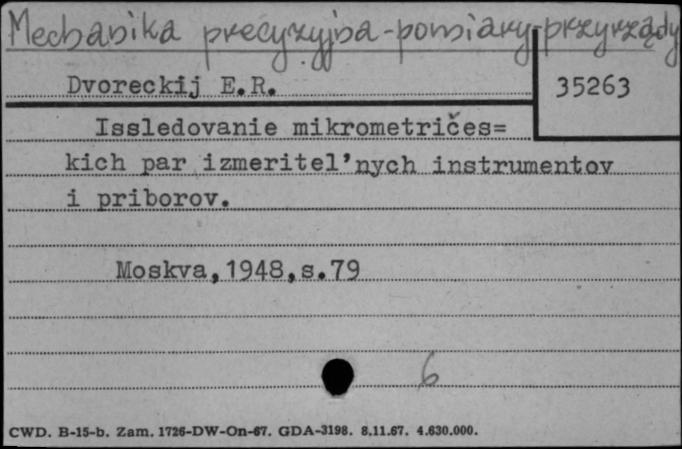 Mechanika precyzyjna-pomiary-przyrządy
Dvoreckij E.R.
35263
Issledovanie mikrometričes=
kich par izmeritel'nych instrumentov
i priborov.
Moskva,1948,s.79
6
CWD. B-15-b. Zam. 1726-DW-On-67. GDA-3198. 8.11.67. 4.630.000.